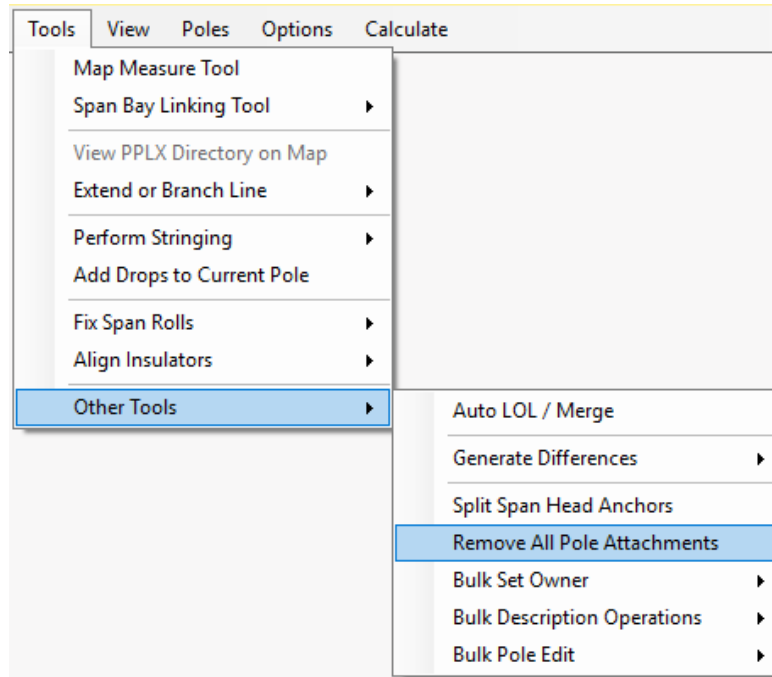 Tools View Poles Options Calculate
Map Measure Tool
Span Bay Linking Tool
View PPLX Directory on Map
Extend or Branch Line
Perform Stringing
Add Drops to Current Pole
Fix Span Rolls
Align Insulators
Other Tools
Auto LOL / Merge
Generate Differences
Split Span Head Anchors
Remove All Pole Attachments
Bulk Set Owner
Bulk Description Operations
Bulk Pole Edit